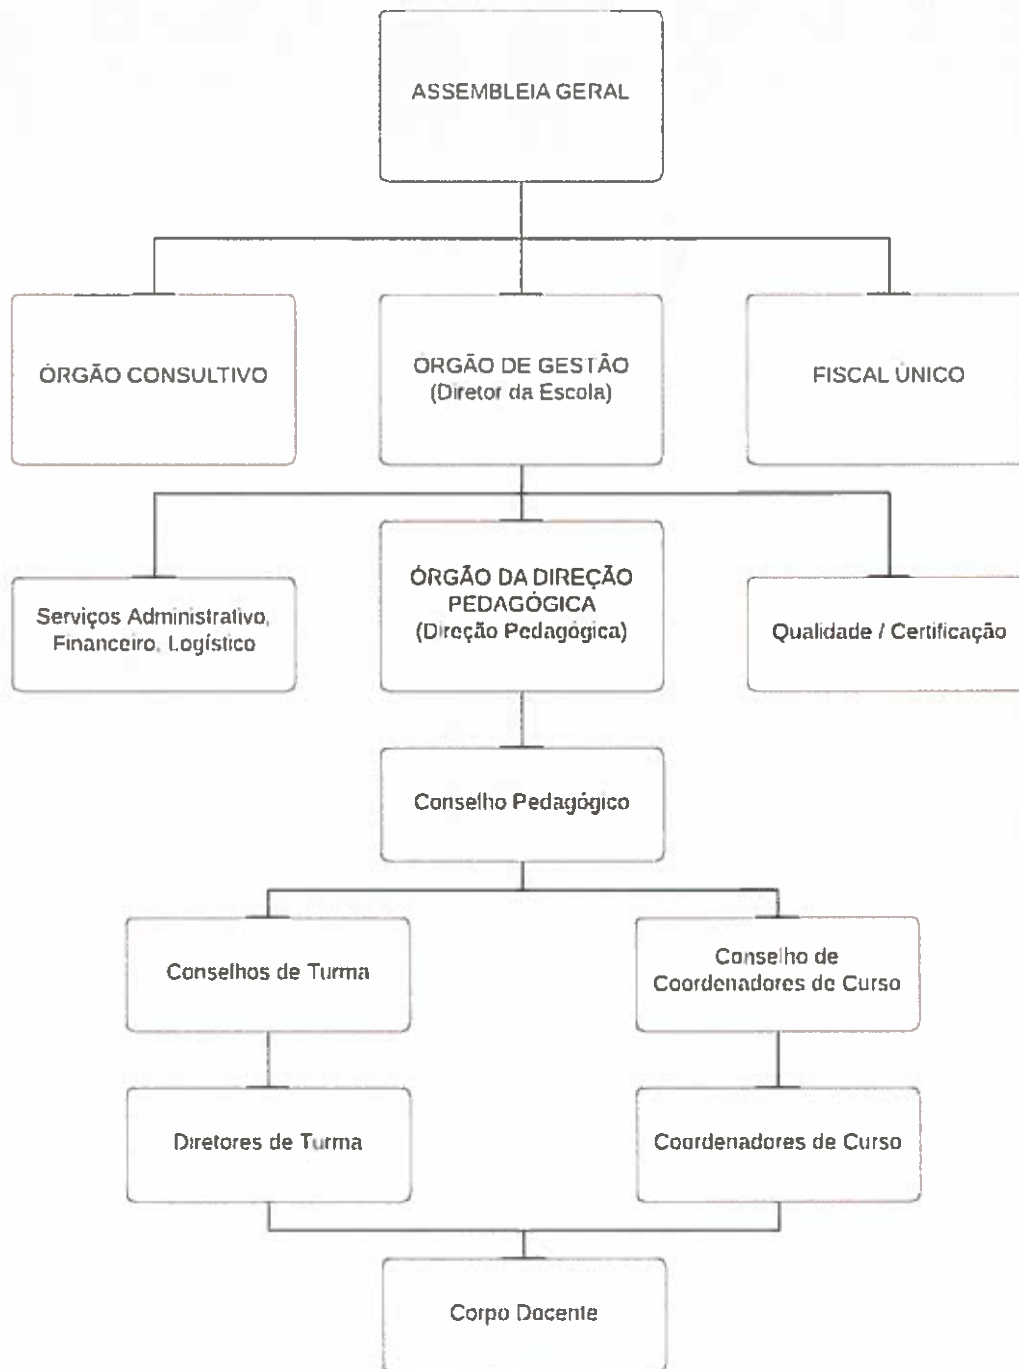 ASSEMBLEIA GERAL
ÓRGÃO CONSULTIVO
ÓRGÃO DE GESTÃO
(Diretor da Escola)
FISCAL ÚNICO
Serviços Administrativo,
Financeiro, Logístico
ÓRGÃO DA DIREÇÃO
PEDAGÓGICA
(Direção Pedagógica)
Qualidade / Certificação
Conselho Pedagógico
Conselhos de Turma
Conselho de
Coordenadores de Curso
Diretores de Turma
Coordenadores de Curso
Corpo Docente